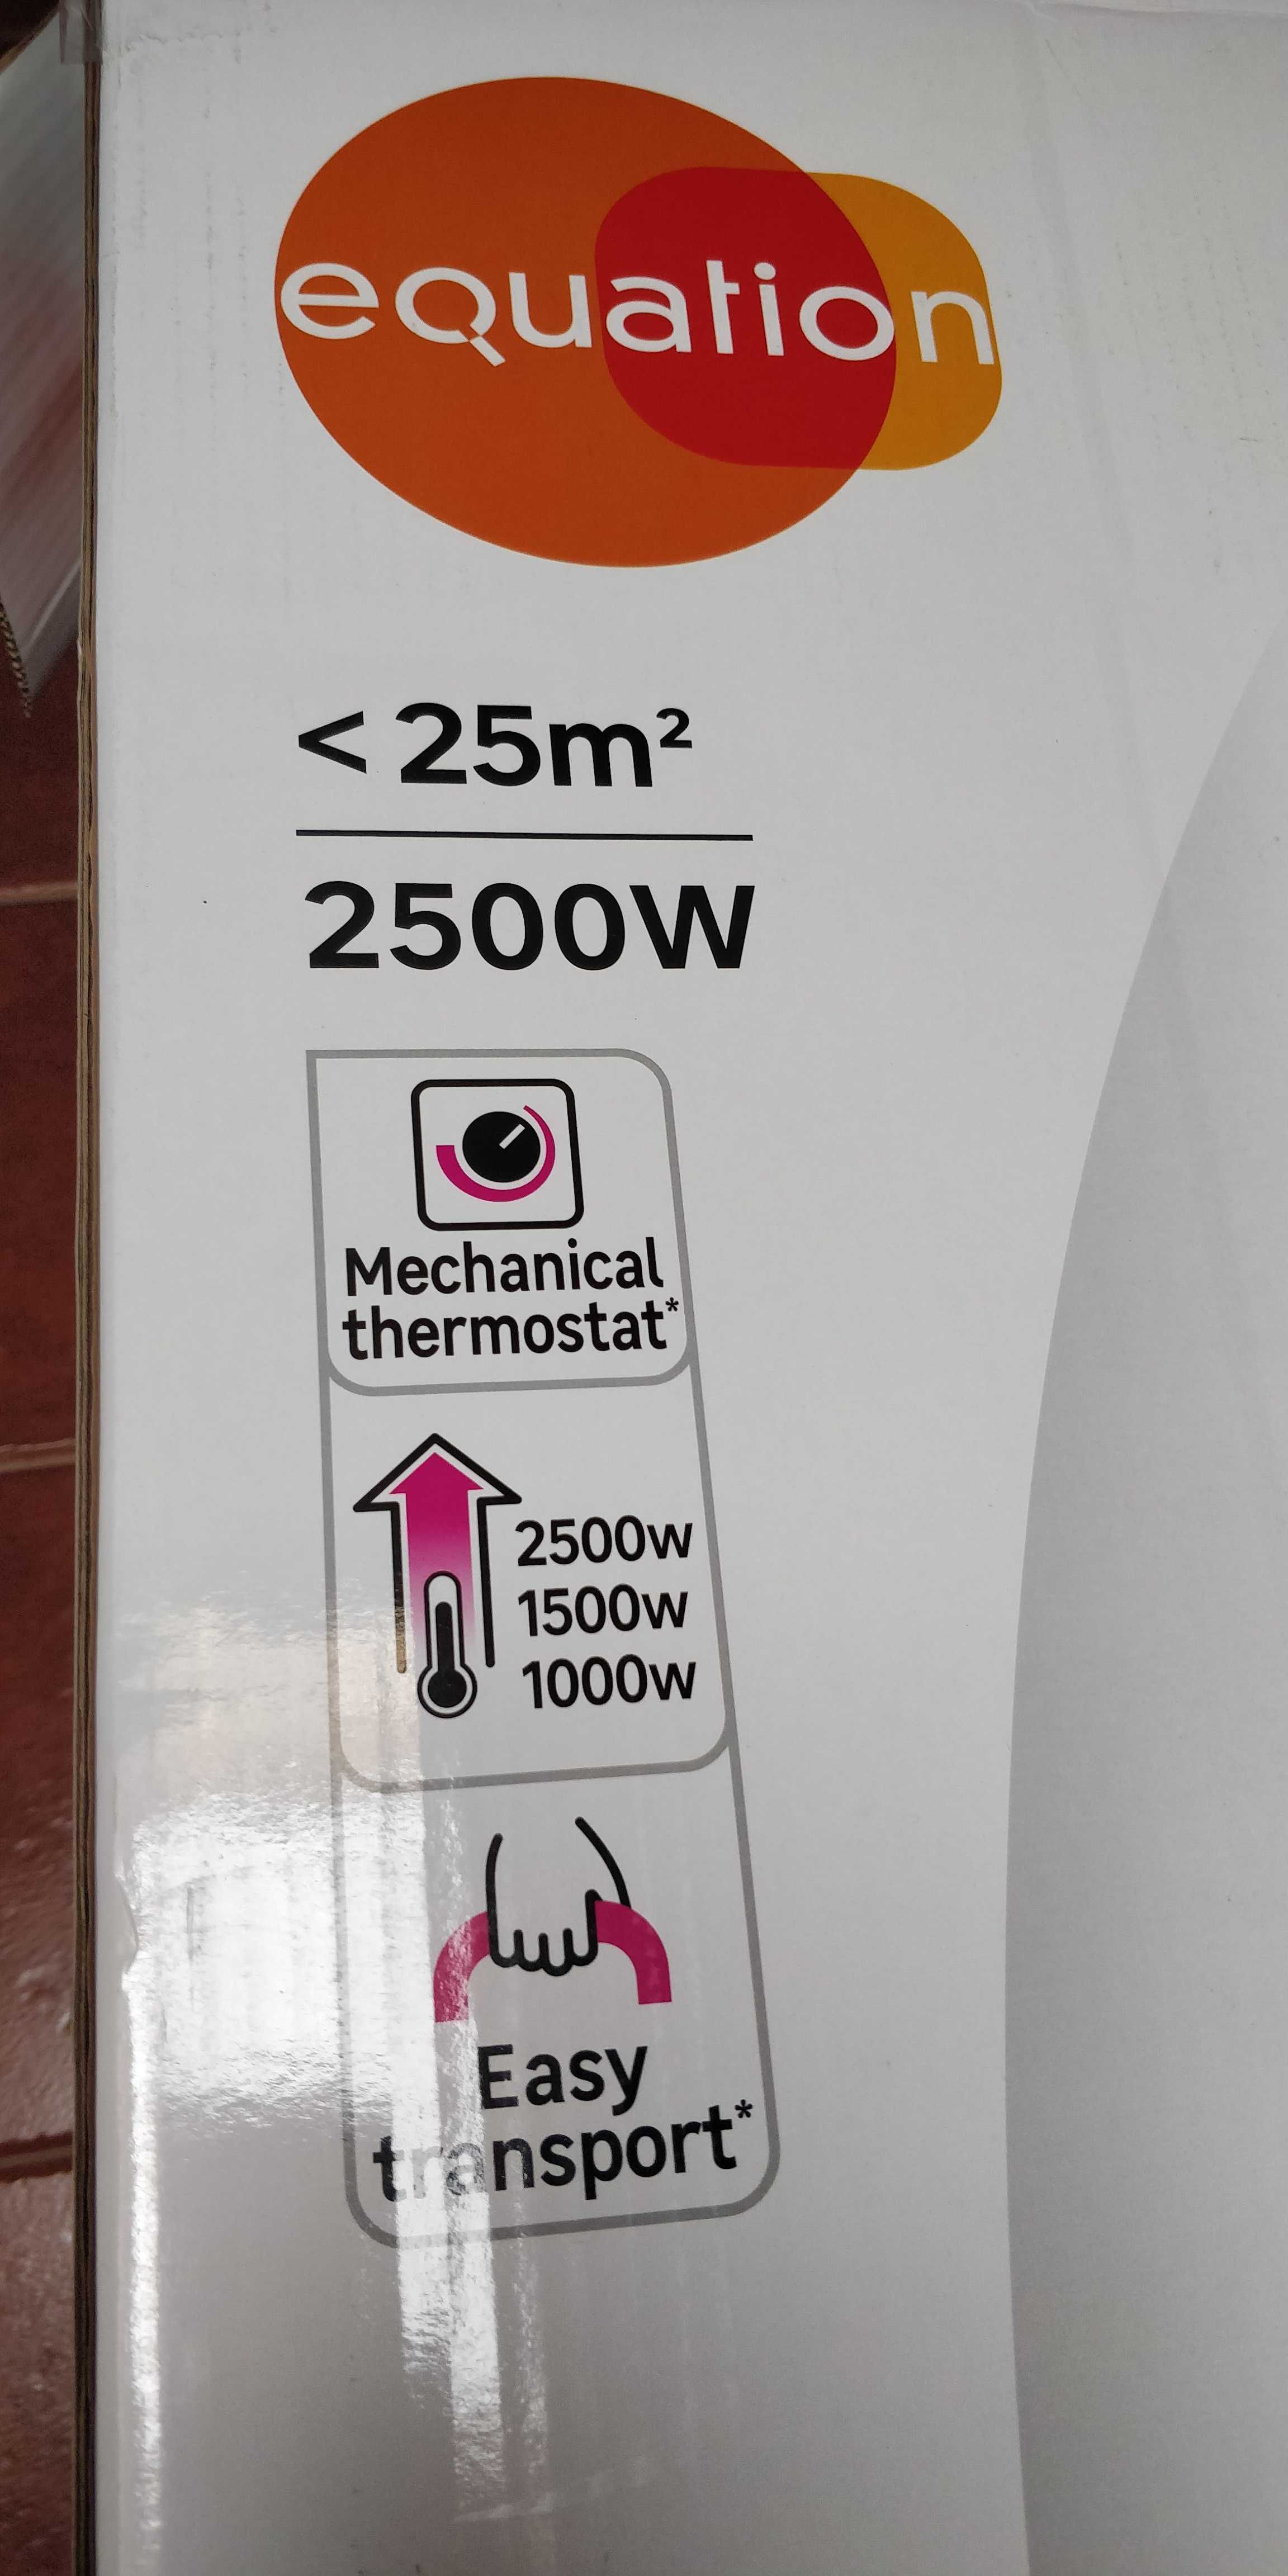 equation
< 25m²
2500W
Mechanical
thermostat*
2500w
1500w
1000w
Easy
transport*